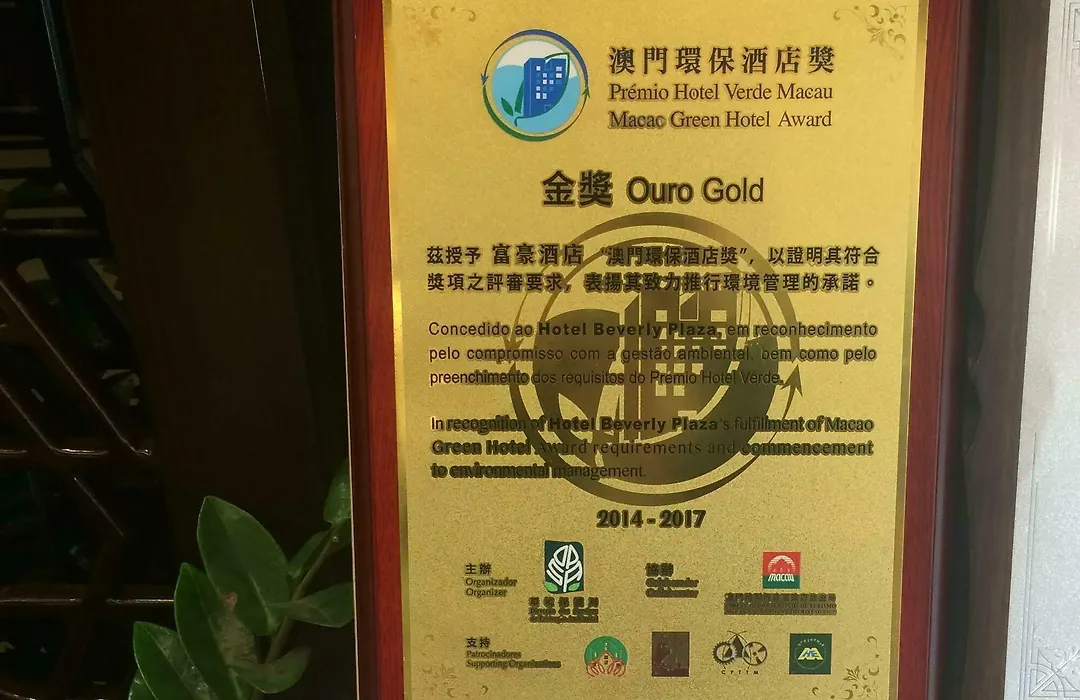 澳門環保酒店獎
Prémio Hotel Verde Macau
Macao Green Hotel Award
金獎 Ouro Gold
茲授予 富豪酒店 “澳門環保酒店獎”，以證明其符合
獎項之評審要求，表揚其致力推行環境管理的承諾。
Concedido ao Hotel Beverly Plaza, em reconhecimento
pelo compromisso com a gestão ambiental, bem como pelo
preenchimento dos requisitos do Prémio Hotel Verde.
In recognition of Hotel Beverly Plaza's fulfillment of Macao
Green Hotel Award requirements and commencement
to environmental management.
2014 - 2017
主辦
Organizador
Organizer
協辦
Colaborador
Collaborator
MACAU
支持
Patrocinadores
Supporting Organizations
CPTTM